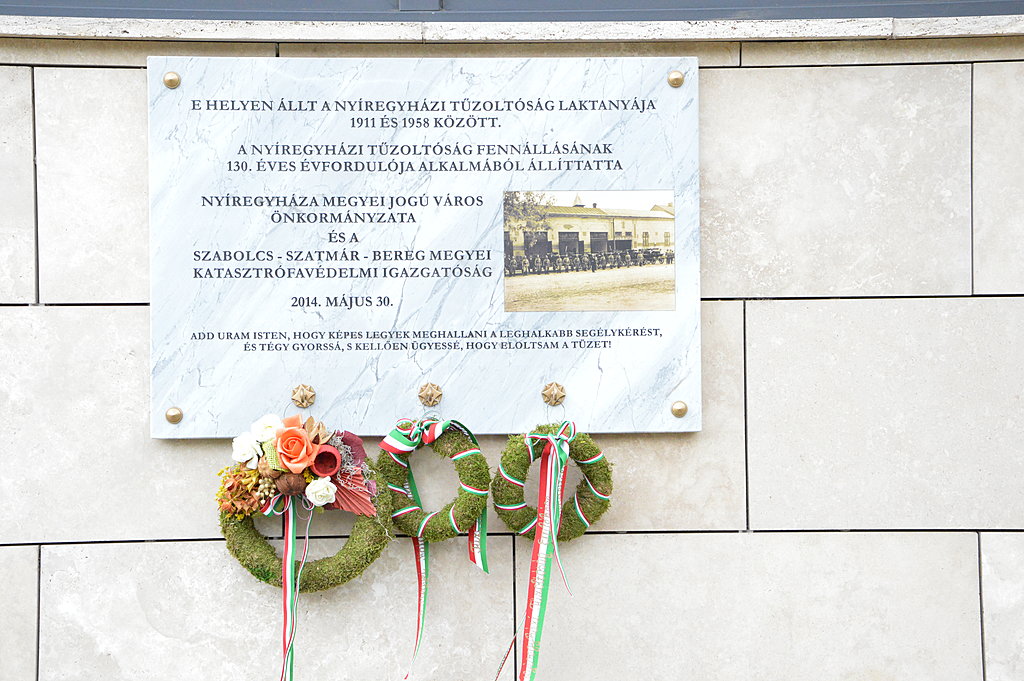 E HELYEN ÁLLT A NYÍREGYHÁZI TŰZOLTÓSÁG LAKTANYÁJA
1911 ÉS 1958 KÖZÖTT.
A NYÍREGYHÁZI TŰZOLTÓSÁG FENNÁLLÁSÁNAK
130. ÉVES ÉVFORDULÓJA ALKALMÁBÓL ÁLLÍTTATTA
NYÍREGYHÁZA MEGYEI JOGÚ VÁROS
ÖNKORMÁNYZATA
ÉS A
SZABOLCS - SZATMÁR - BEREG MEGYEI
KATASZTRÓFAVÉDELMI IGAZGATÓSÁG
2014. MÁJUS 30.
ADD URAM ISTEN, HOGY KÉPES LEGYEK MEGHALLANI A LEGHALKABB SEGÉLYKÉRÉST,
ÉS TÉGY GYORSSÁ, S KELLŐEN ÜGYESSÉ, HOGY ELOLTSAM A TÜZET!